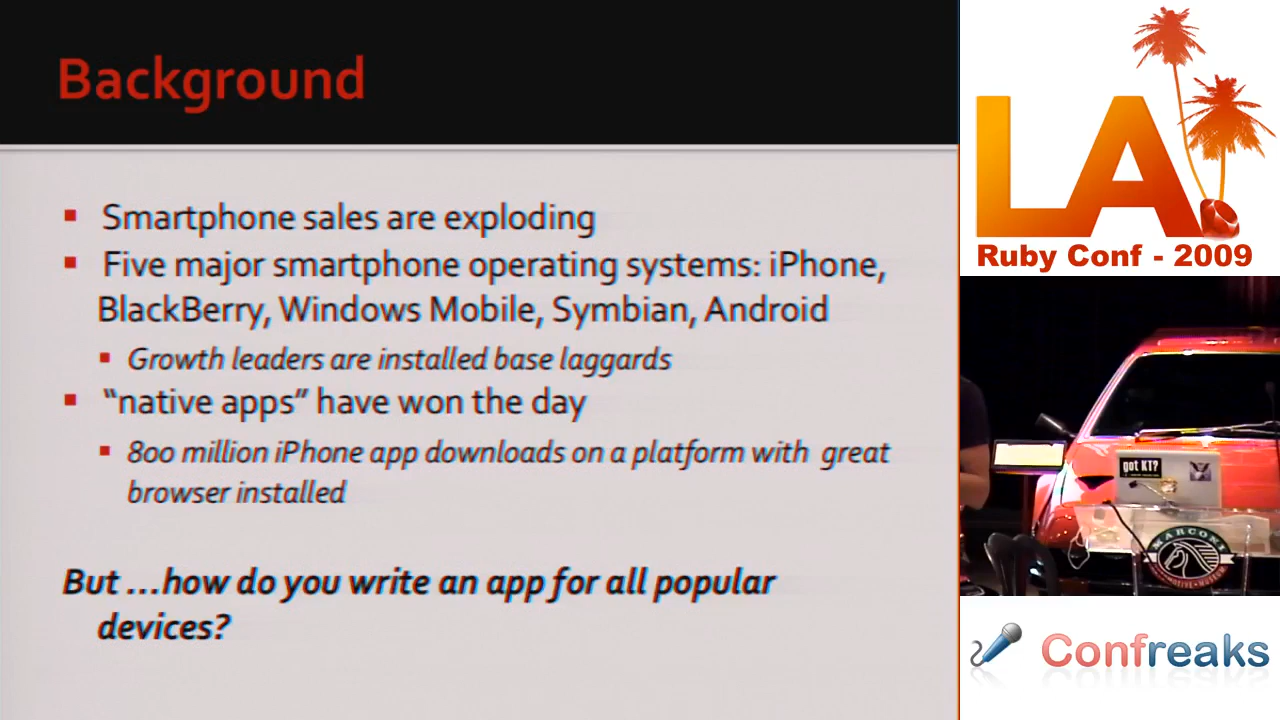 Background
Smartphone sales are exploding
Five major smartphone operating systems: iPhone,
BlackBerry, Windows Mobile, Symbian, Android
Growth leaders are installed base laggards
“native apps” have won the day
800 million iPhone app downloads on a platform with great
browser installed
But ...how do you write an app for all popular
devices?
LA
Ruby Conf - 2009
got K1?
MARCONI
Confreaks